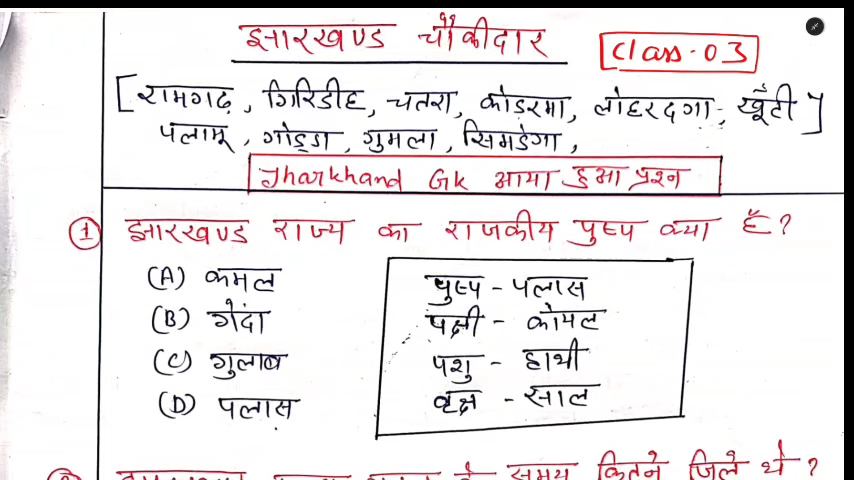 झारखण्ड चौकीदार
Class-03
[रामगढ़, गिरिडीह, चतरा, कोडरमा, लोहरदगा, खूँटी]
पलामू, गोड्डा, गुमला, सिमडेगा,
Jharkhand Gk आया हुआ प्रश्न
① झारखण्ड राज्य का राजकीय पुष्प क्या है?
(A) कमल
(B) गेंदा
(C) गुलाब
(D) पलास
पुष्प - पलास
पक्षी - कोयल
पशु - हाथी
वृक्ष - साल
समय कितने जिले थे?